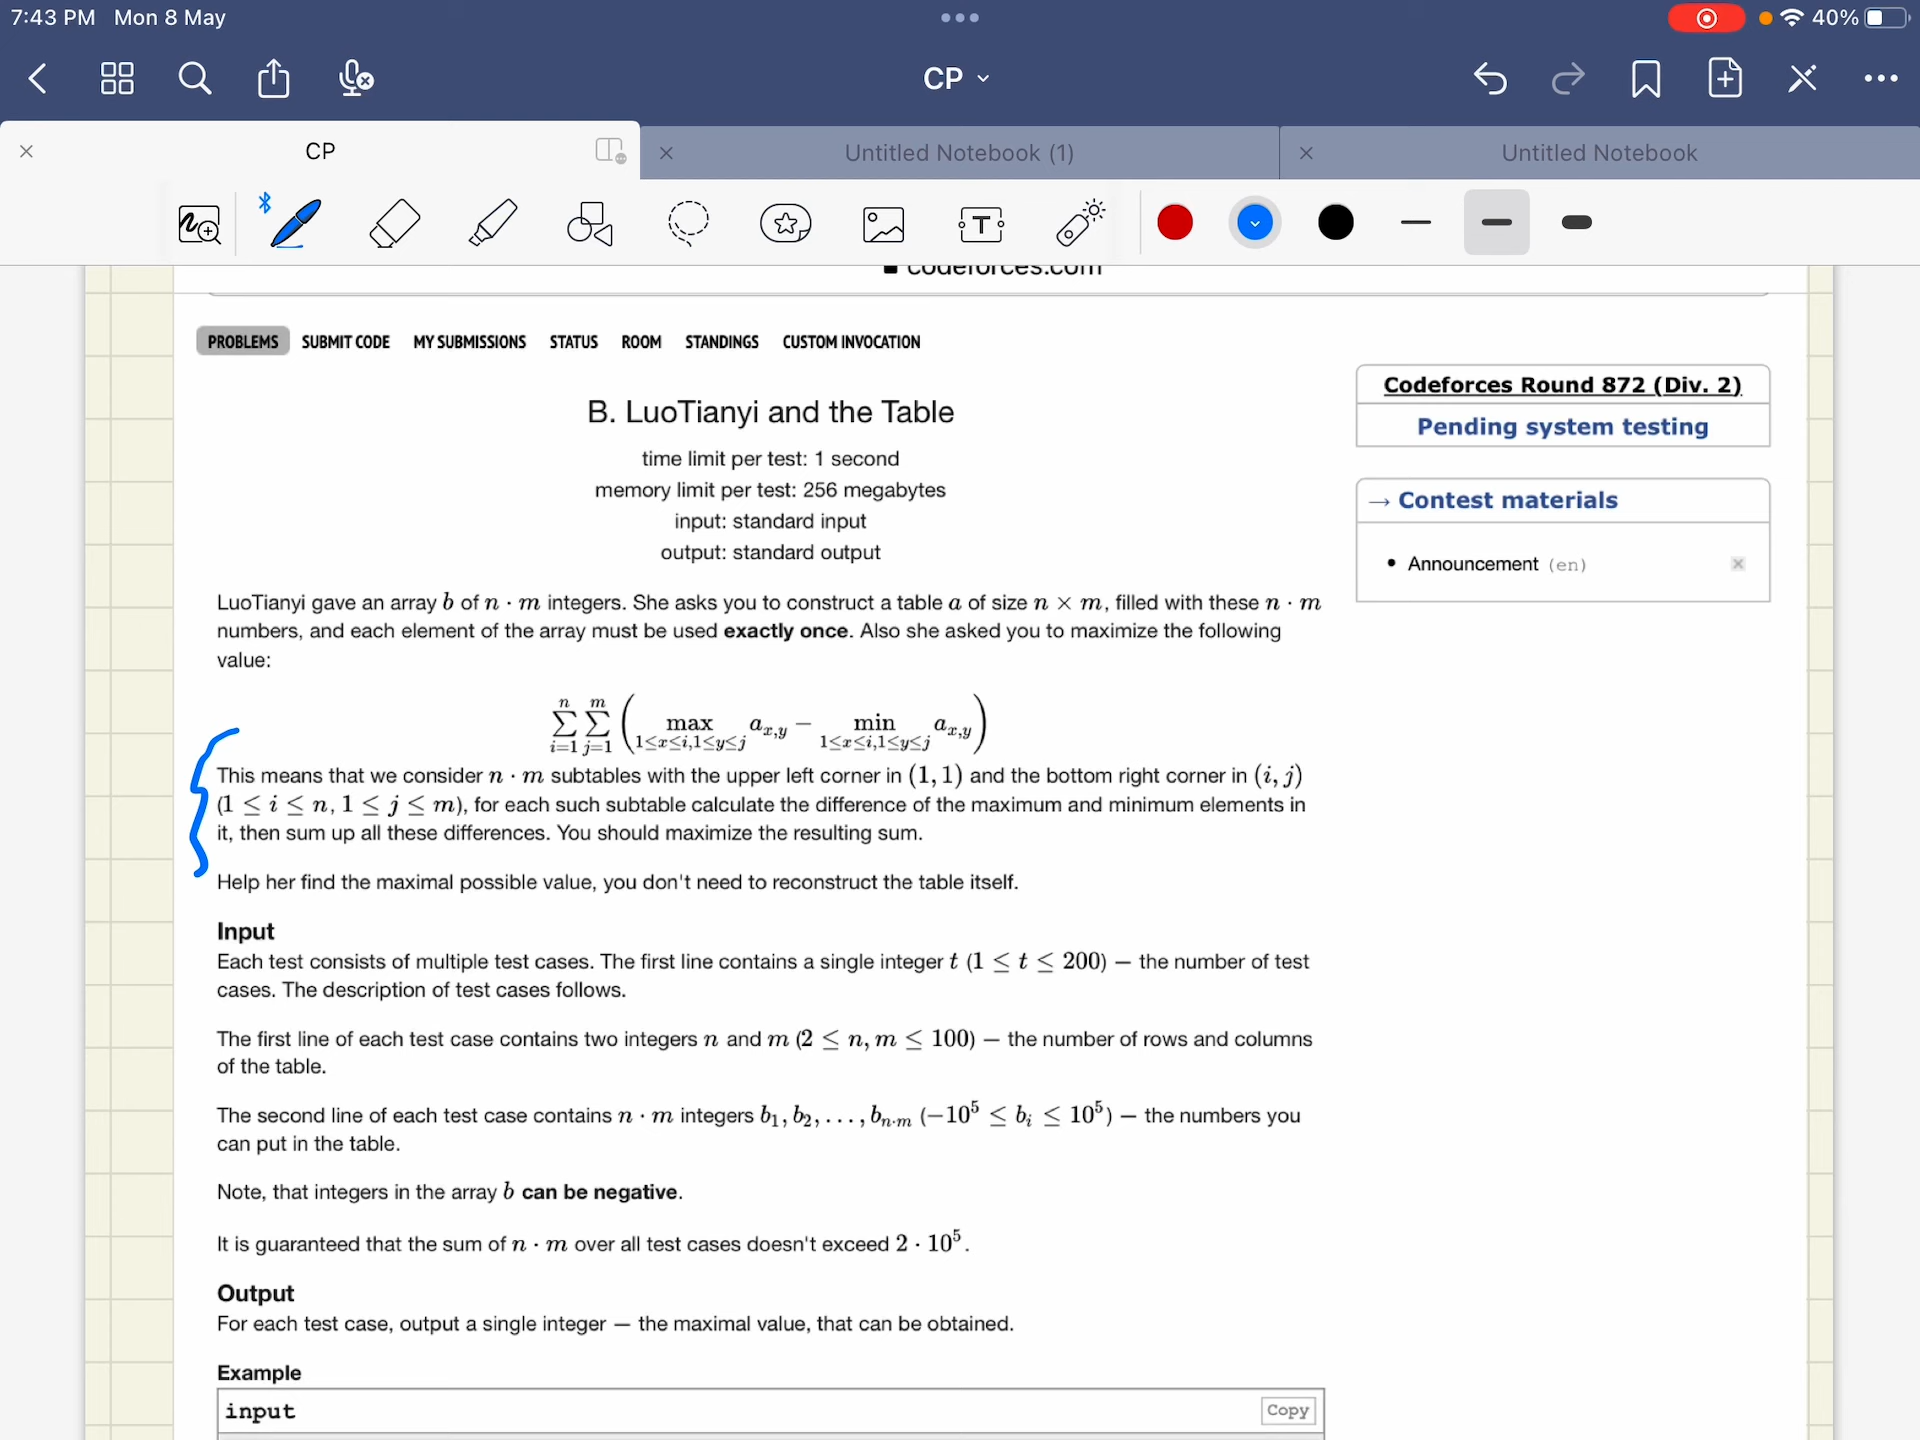 7:43 PM Mon 8 May
40%
CP
CP
Untitled Notebook (1)
Untitled Notebook
T
codeforces.com
PROBLEMS SUBMIT CODE MY SUBMISSIONS STATUS ROOM STANDINGS CUSTOM INVOCATION
Codeforces Round 872 (Div. 2)
Pending system testing
→ Contest materials
• Announcement (en)
B. LuoTianyi and the Table
time limit per test: 1 second
memory limit per test: 256 megabytes
input: standard input
output: standard output
LuoTianyi gave an array b of n · m integers. She asks you to construct a table a of size n × m, filled with these n · m
numbers, and each element of the array must be used exactly once. Also she asked you to maximize the following
value:
∑_{i=1}^{n} ∑_{j=1}^{m} ( max_{1≤x≤i,1≤y≤j} a_{x,y} − min_{1≤x≤i,1≤y≤j} a_{x,y} )
This means that we consider n · m subtables with the upper left corner in (1, 1) and the bottom right corner in (i, j)
(1 ≤ i ≤ n, 1 ≤ j ≤ m), for each such subtable calculate the difference of the maximum and minimum elements in
it, then sum up all these differences. You should maximize the resulting sum.
Help her find the maximal possible value, you don't need to reconstruct the table itself.
Input
Each test consists of multiple test cases. The first line contains a single integer t (1 ≤ t ≤ 200) — the number of test
cases. The description of test cases follows.
The first line of each test case contains two integers n and m (2 ≤ n, m ≤ 100) — the number of rows and columns
of the table.
The second line of each test case contains n · m integers b₁, b₂, . . . , b_{n·m} (−10⁵ ≤ bᵢ ≤ 10⁵) — the numbers you
can put in the table.
Note, that integers in the array b can be negative.
It is guaranteed that the sum of n · m over all test cases doesn't exceed 2 · 10⁵.
Output
For each test case, output a single integer — the maximal value, that can be obtained.
Example
input
Copy